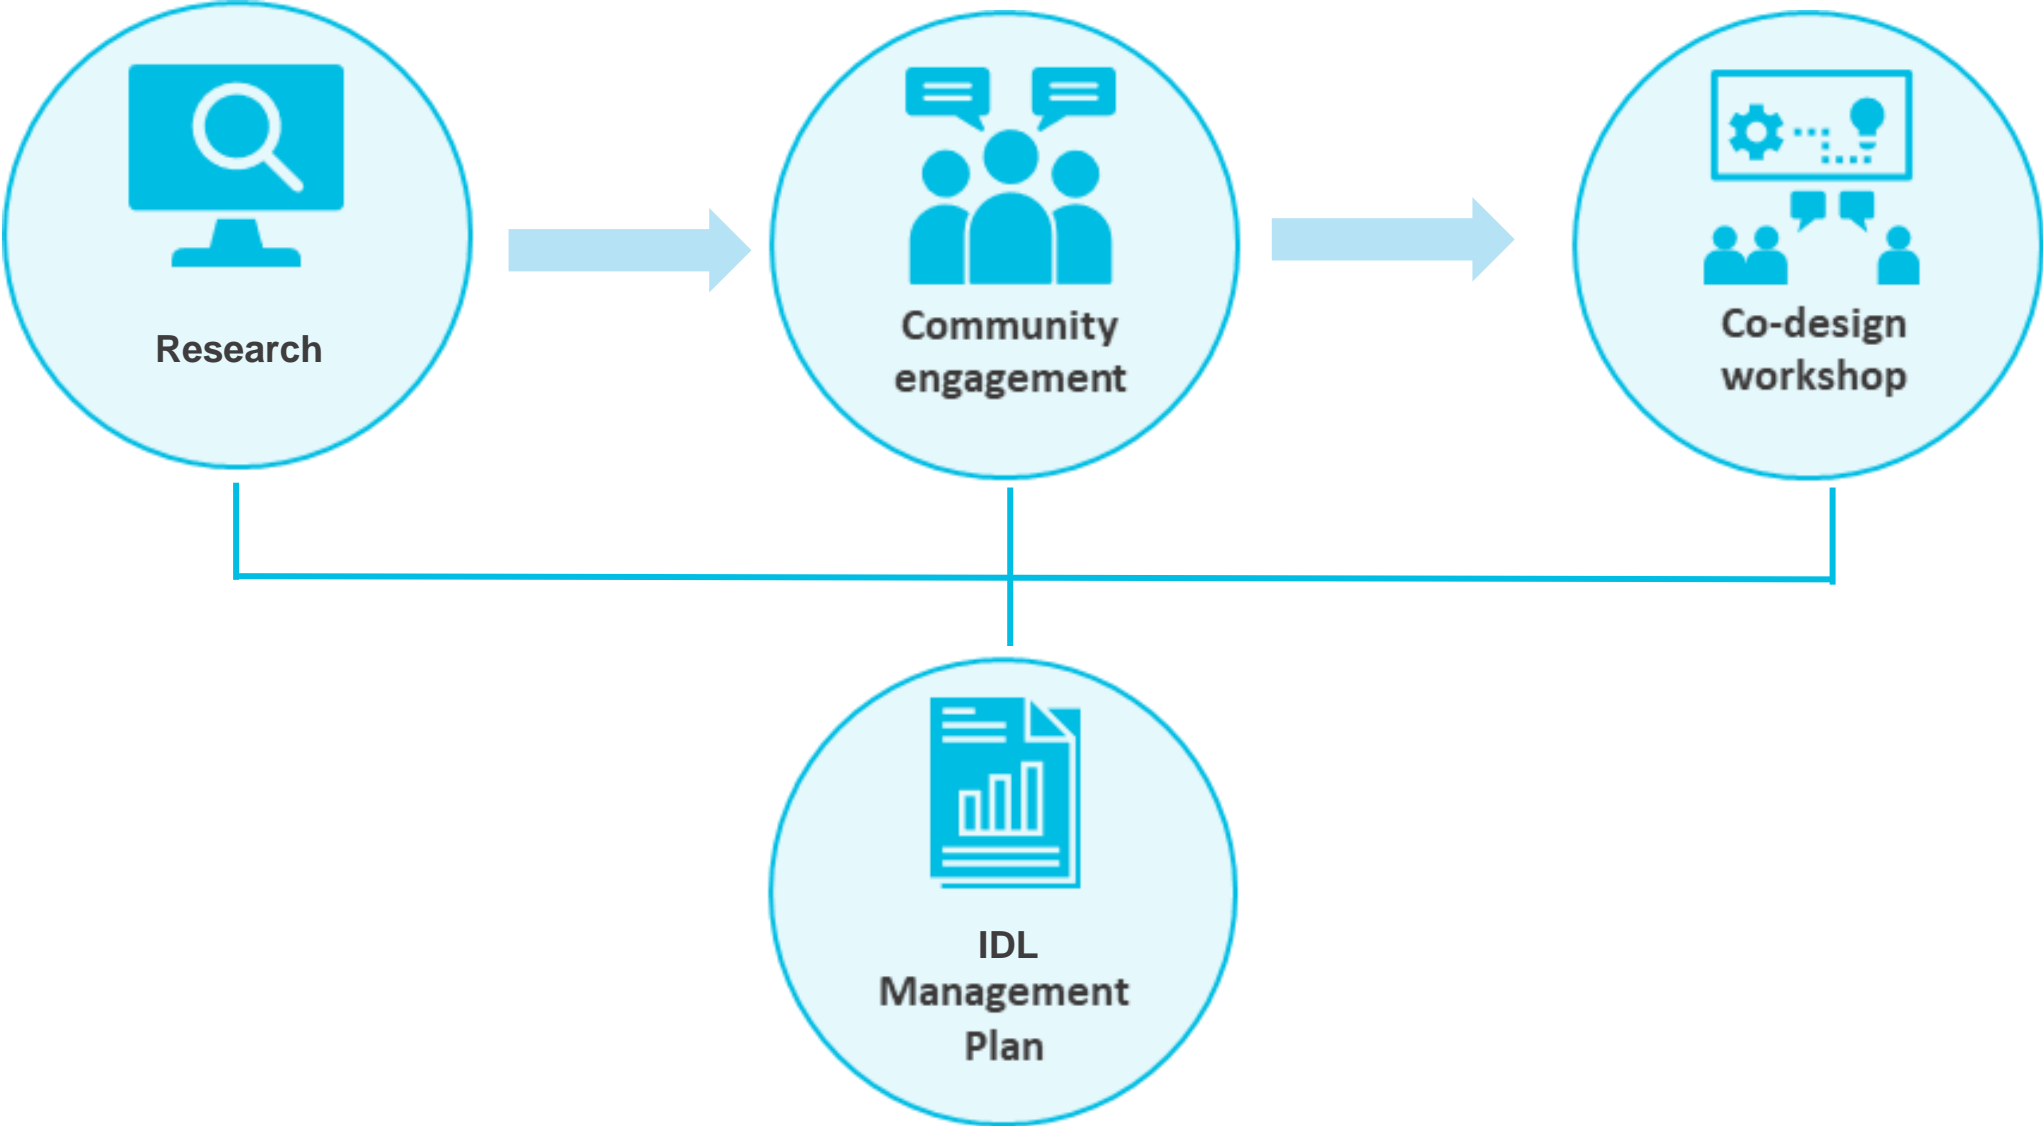 Research
Community
engagement
Co-design
workshop
IDL
Management
Plan